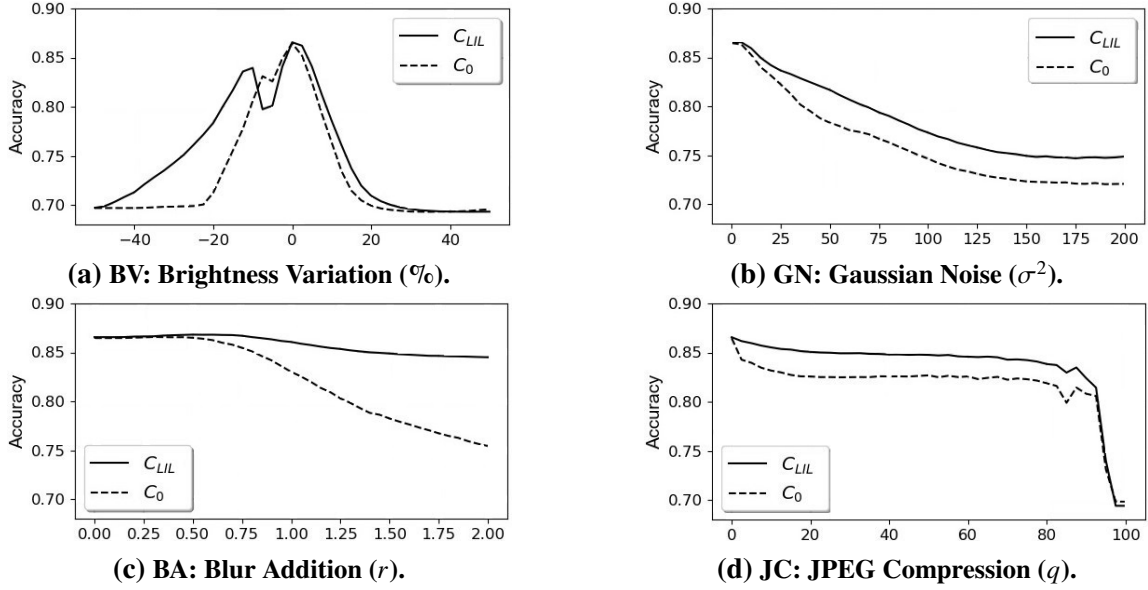 0.90
0.85
0.80
0.75
0.70
Accuracy
C_LIL
C_0
−40 −20 0 20 40
(a) BV: Brightness Variation (%).
0.90
0.85
0.80
0.75
0.70
Accuracy
C_LIL
C_0
0 25 50 75 100 125 150 175 200
(b) GN: Gaussian Noise (σ²).
0.90
0.85
0.80
0.75
0.70
Accuracy
C_LIL
C_0
0.00 0.25 0.50 0.75 1.00 1.25 1.50 1.75 2.00
(c) BA: Blur Addition (r).
0.90
0.85
0.80
0.75
0.70
Accuracy
C_LIL
C_0
0 20 40 60 80 100
(d) JC: JPEG Compression (q).